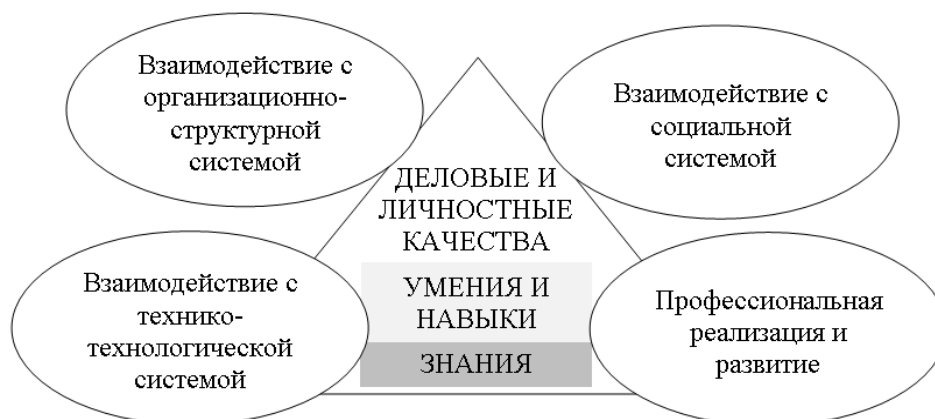 Взаимодействие с
организационно-
структурной
системой
Взаимодействие с
социальной
системой
ДЕЛОВЫЕ И
ЛИЧНОСТНЫЕ
КАЧЕСТВА
УМЕНИЯ И
НАВЫКИ
ЗНАНИЯ
Взаимодействие с
технико-
технологической
системой
Профессиональная
реализация и
развитие